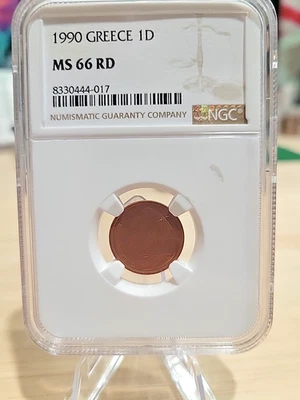 1990 GREECE 1D
MS 66 RD
8330444-017
NUMISMATIC GUARANTY COMPANY
NGC